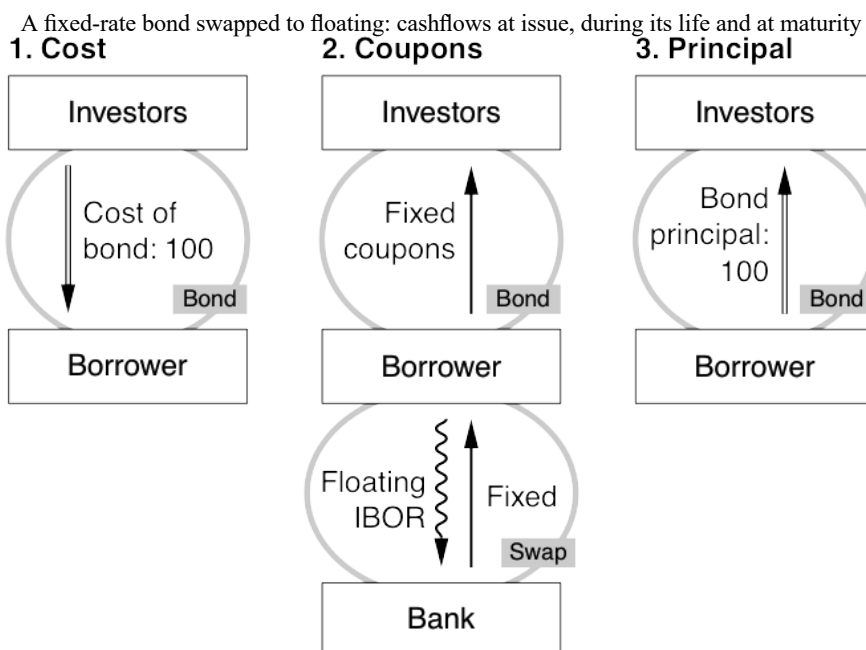 A fixed-rate bond swapped to floating: cashflows at issue, during its life and at maturity
1. Cost
Investors
Cost of
bond: 100
Bond
Borrower
2. Coupons
Investors
Fixed
coupons
Bond
Borrower
Floating
IBOR
Fixed
Swap
Bank
3. Principal
Investors
Bond
principal:
100
Bond
Borrower